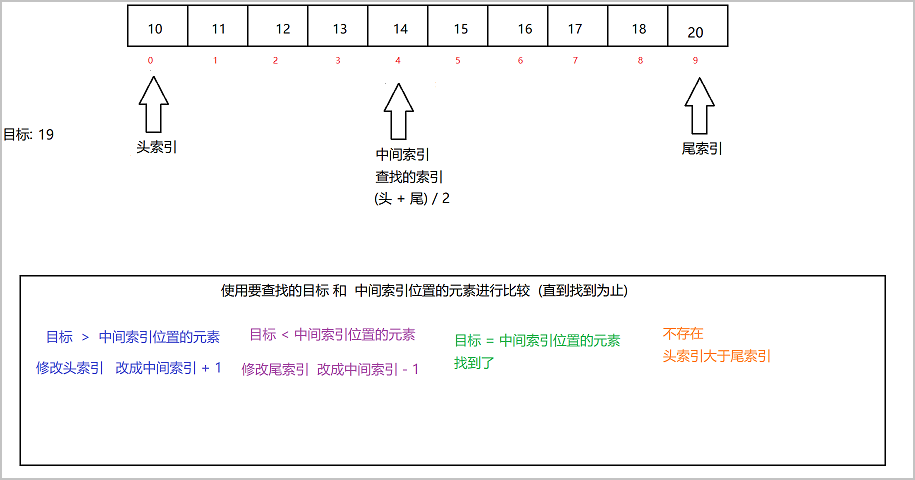 10 11 12 13 14 15 16 17 18 20
0 1 2 3 4 5 6 7 8 9
目标: 19
头索引
中间索引
查找的索引
(头 + 尾) / 2
尾索引
使用要查找的目标 和 中间索引位置的元素进行比较 (直到找到为止)
目标 > 中间索引位置的元素
修改头索引 改成中间索引 + 1
目标 < 中间索引位置的元素
修改尾索引 改成中间索引 - 1
目标 = 中间索引位置的元素
找到了
不存在
头索引大于尾索引